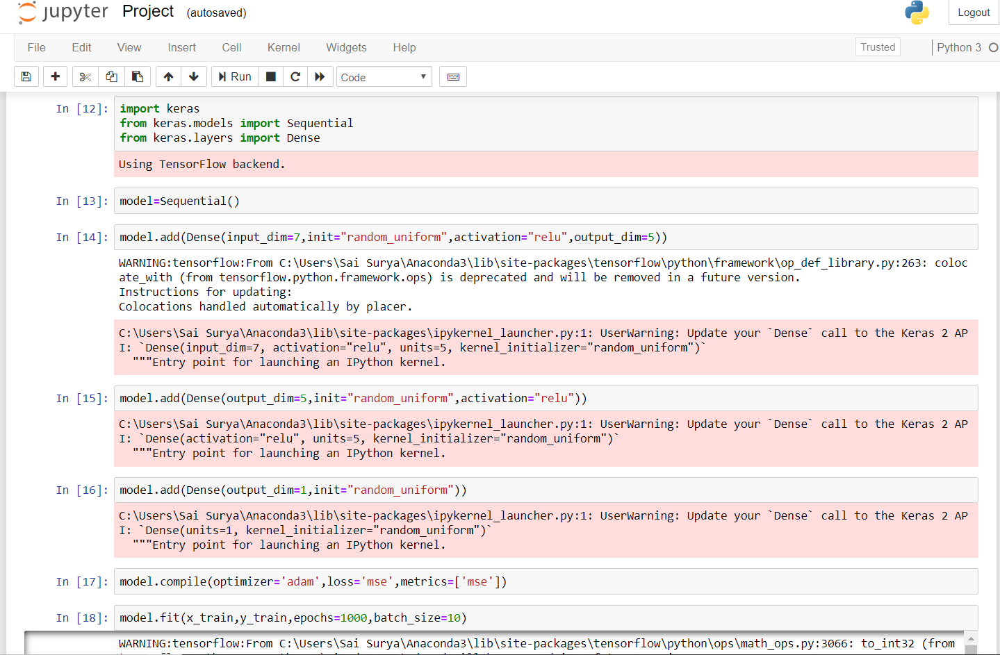 jupyter Project (autosaved) Logout
File Edit View Insert Cell Kernel Widgets Help Trusted Python 3
Run Code
In [12]: import keras
from keras.models import Sequential
from keras.layers import Dense
Using TensorFlow backend.
In [13]: model=Sequential()
In [14]: model.add(Dense(input_dim=7,init="random_uniform",activation="relu",output_dim=5))
WARNING:tensorflow:From C:\Users\Sai Surya\Anaconda3\lib\site-packages\tensorflow\python\framework\op_def_library.py:263: coloc
ate_with (from tensorflow.python.framework.ops) is deprecated and will be removed in a future version.
Instructions for updating:
Colocations handled automatically by placer.
C:\Users\Sai Surya\Anaconda3\lib\site-packages\ipykernel_launcher.py:1: UserWarning: Update your `Dense` call to the Keras 2 AP
I: `Dense(input_dim=7, activation="relu", units=5, kernel_initializer="random_uniform")`
"""Entry point for launching an IPython kernel.
In [15]: model.add(Dense(output_dim=5,init="random_uniform",activation="relu"))
C:\Users\Sai Surya\Anaconda3\lib\site-packages\ipykernel_launcher.py:1: UserWarning: Update your `Dense` call to the Keras 2 AP
I: `Dense(activation="relu", units=5, kernel_initializer="random_uniform")`
"""Entry point for launching an IPython kernel.
In [16]: model.add(Dense(output_dim=1,init="random_uniform"))
C:\Users\Sai Surya\Anaconda3\lib\site-packages\ipykernel_launcher.py:1: UserWarning: Update your `Dense` call to the Keras 2 AP
I: `Dense(units=1, kernel_initializer="random_uniform")`
"""Entry point for launching an IPython kernel.
In [17]: model.compile(optimizer='adam',loss='mse',metrics=['mse'])
In [18]: model.fit(x_train,y_train,epochs=1000,batch_size=10)
WARNING:tensorflow:From C:\Users\Sai Surya\Anaconda3\lib\site-packages\tensorflow\python\ops\math_ops.py:3066: to_int32 (from